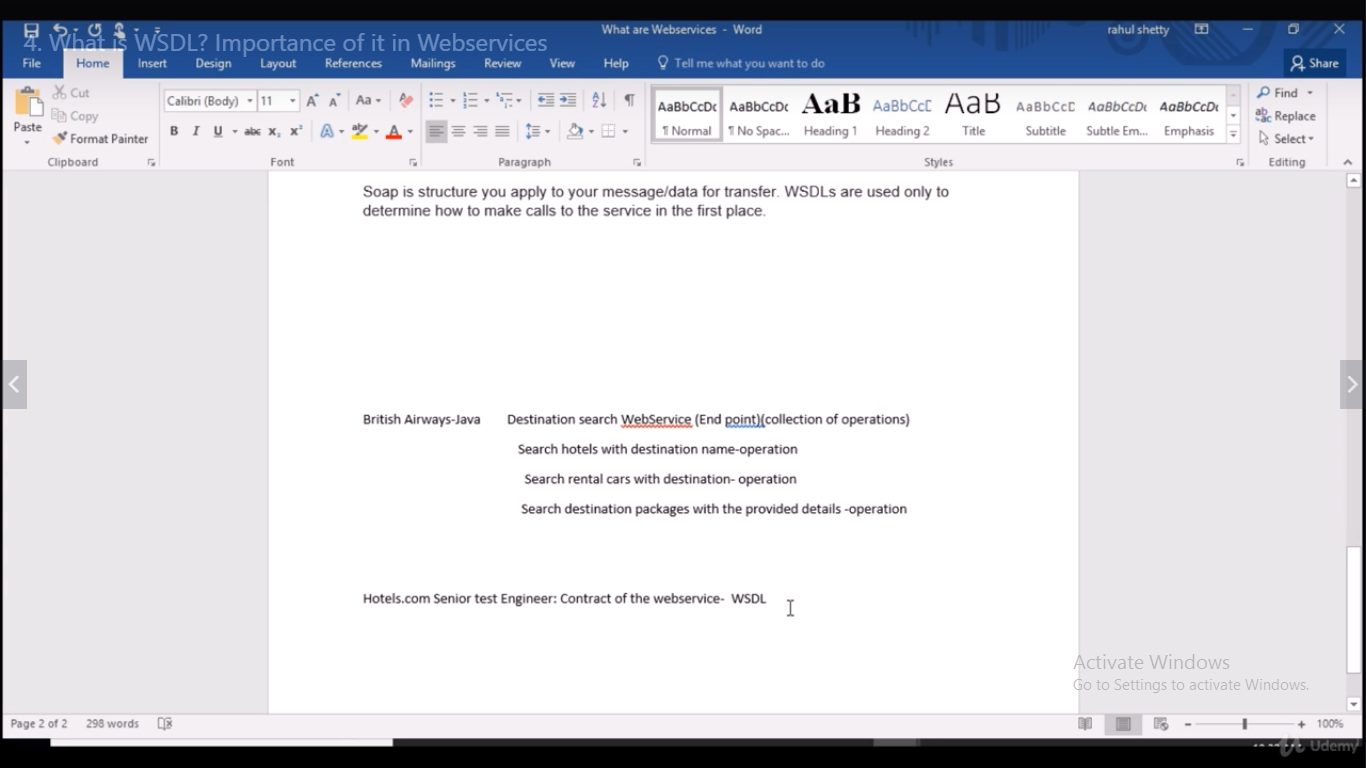 What are Webservices - Word
rahul shetty
4. What is WSDL? Importance of it in Webservices
File Home Insert Design Layout References Mailings Review View Help Tell me what you want to do Share
Paste
Cut
Copy
Format Painter
Clipboard
Calibri (Body) 11
Aa
B I U abc x₂ x²
Font
Paragraph
AaBbCcDc AaBbCcDc AaB AaBbCcE AaB AaBbCcD AaBbCcDt AaBbCcDt
¶ Normal ¶ No Spac... Heading 1 Heading 2 Title Subtitle Subtle Em... Emphasis
Styles
Find
Replace
Select
Editing
Soap is structure you apply to your message/data for transfer. WSDLs are used only to
determine how to make calls to the service in the first place.
British Airways-Java Destination search WebService (End point)(collection of operations)
Search hotels with destination name-operation
Search rental cars with destination- operation
Search destination packages with the provided details -operation
Hotels.com Senior test Engineer: Contract of the webservice- WSDL
Activate Windows
Go to Settings to activate Windows.
Page 2 of 2 298 words
100%
Udemy